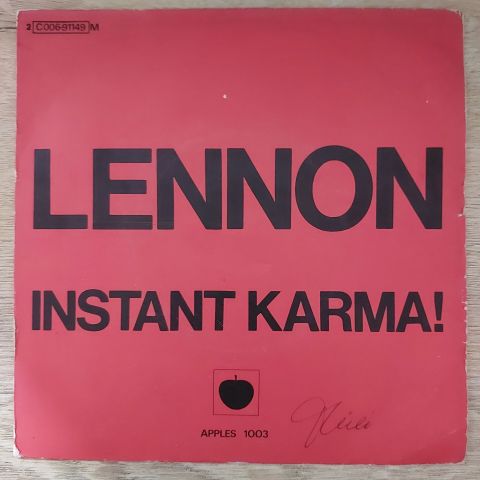 2 C006-91149 M
LENNON
INSTANT KARMA!
APPLES 1003